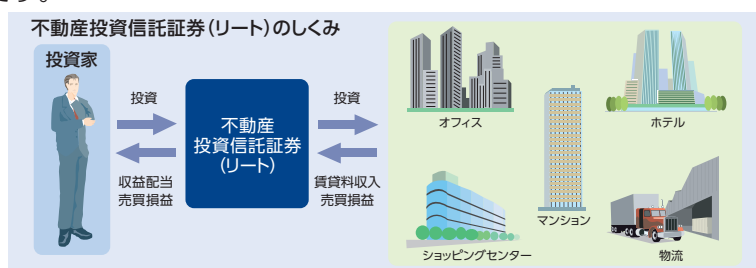 です。
不動産投資信託証券(リート)のしくみ
投資家
投資
収益配当
売買損益
不動産
投資信託証券
(リート)
投資
賃貸料収入
売買損益
オフィス
ホテル
マンション
ショッピングセンター
物流